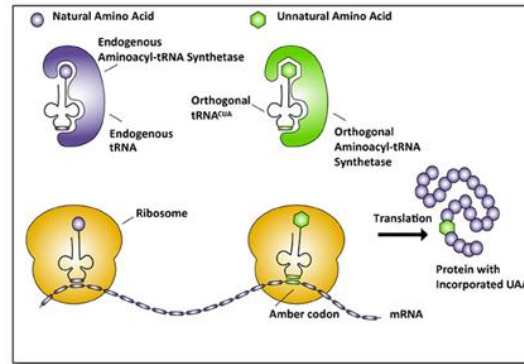 Natural Amino Acid
Unnatural Amino Acid
Endogenous
Aminoacyl-tRNA Synthetase
Endogenous
tRNA
Orthogonal
tRNACUA
Orthogonal
Aminoacyl-tRNA
Synthetase
Ribosome
Amber codon
mRNA
Translation
Protein with
Incorporated UAA